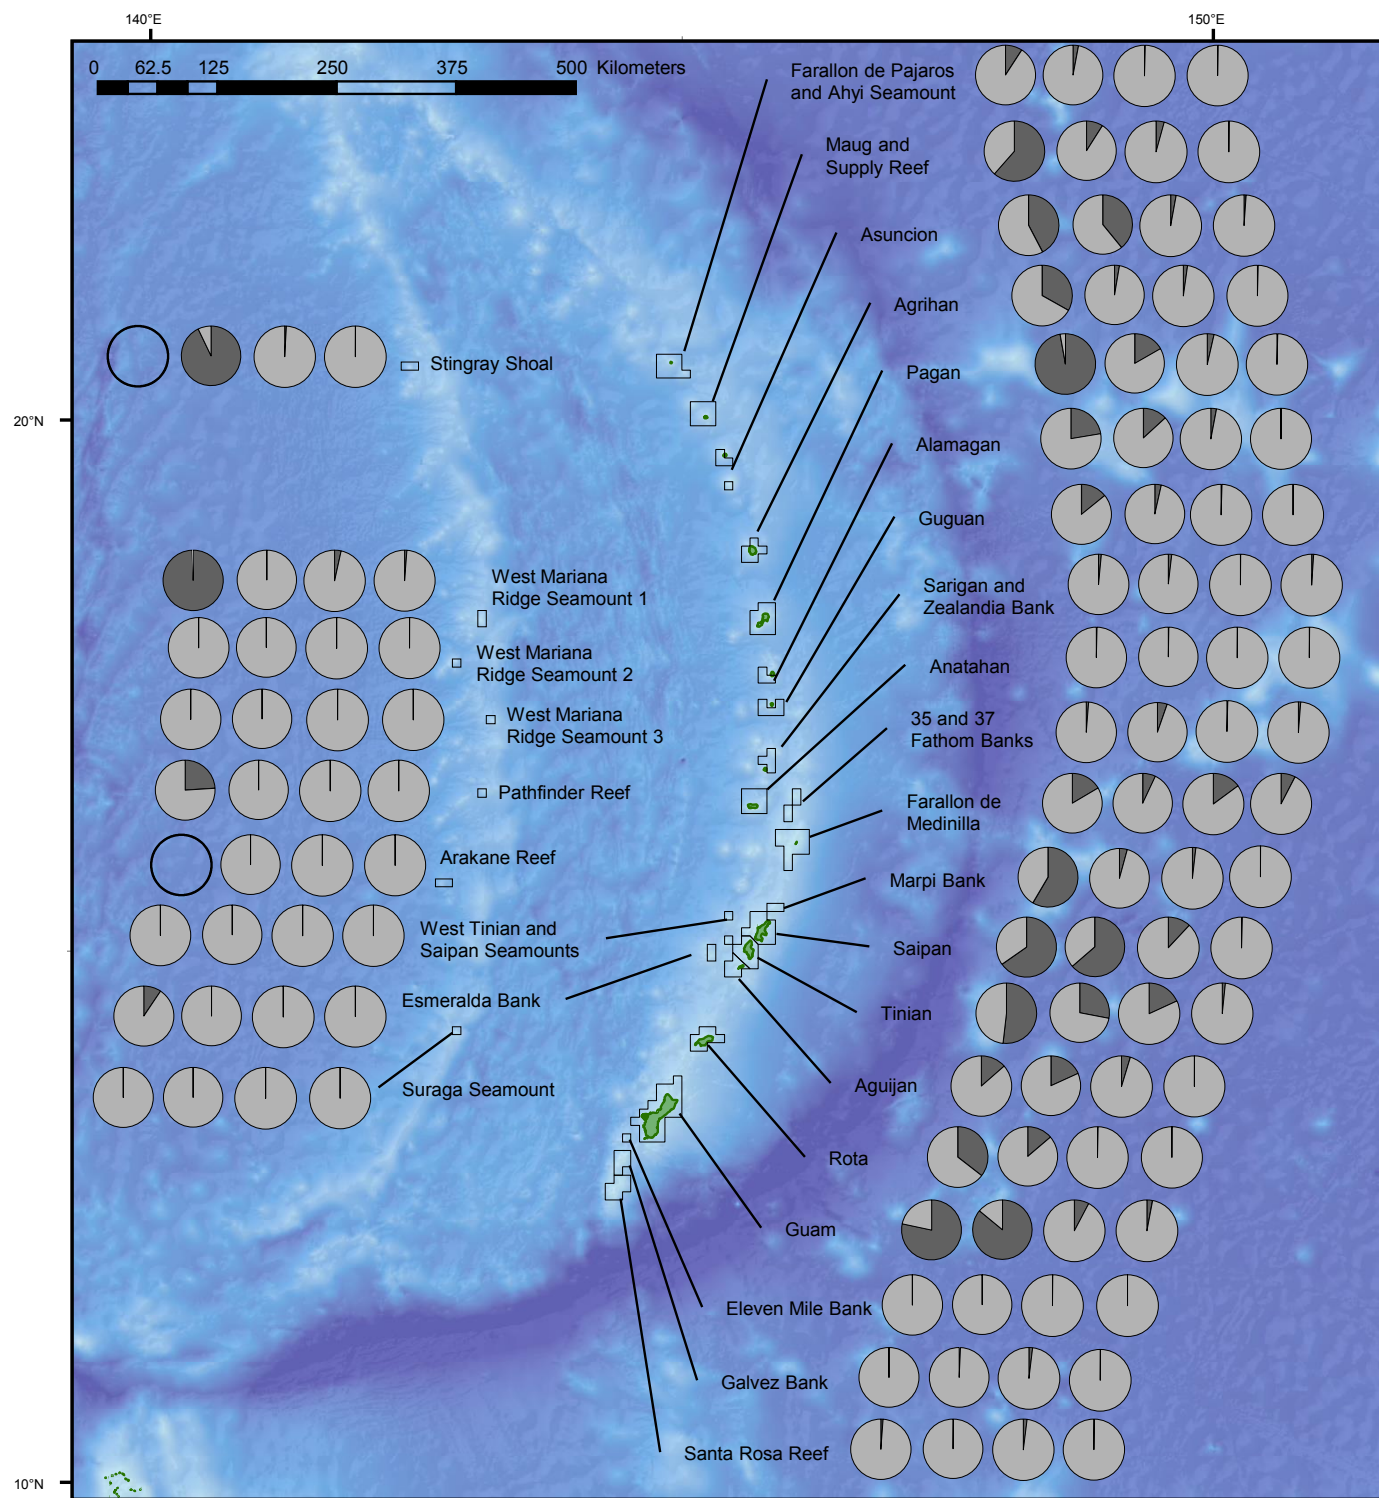 140°E
150°E
0 62.5 125 250 375 500 Kilometers
Farallon de Pajaros
and Ahyi Seamount
Maug and
Supply Reef
Asuncion
Agrihan
Stingray Shoal
Pagan
20°N
Alamagan
Guguan
West Mariana
Ridge Seamount 1
Sarigan and
Zealandia Bank
West Mariana
Ridge Seamount 2
Anatahan
West Mariana
Ridge Seamount 3
35 and 37
Fathom Banks
Pathfinder Reef
Farallon de
Medinilla
Arakane Reef
Marpi Bank
West Tinian and
Saipan Seamounts
Saipan
Esmeralda Bank
Tinian
Suraga Seamount
Aguijan
Rota
Guam
Eleven Mile Bank
Galvez Bank
Santa Rosa Reef
10°N